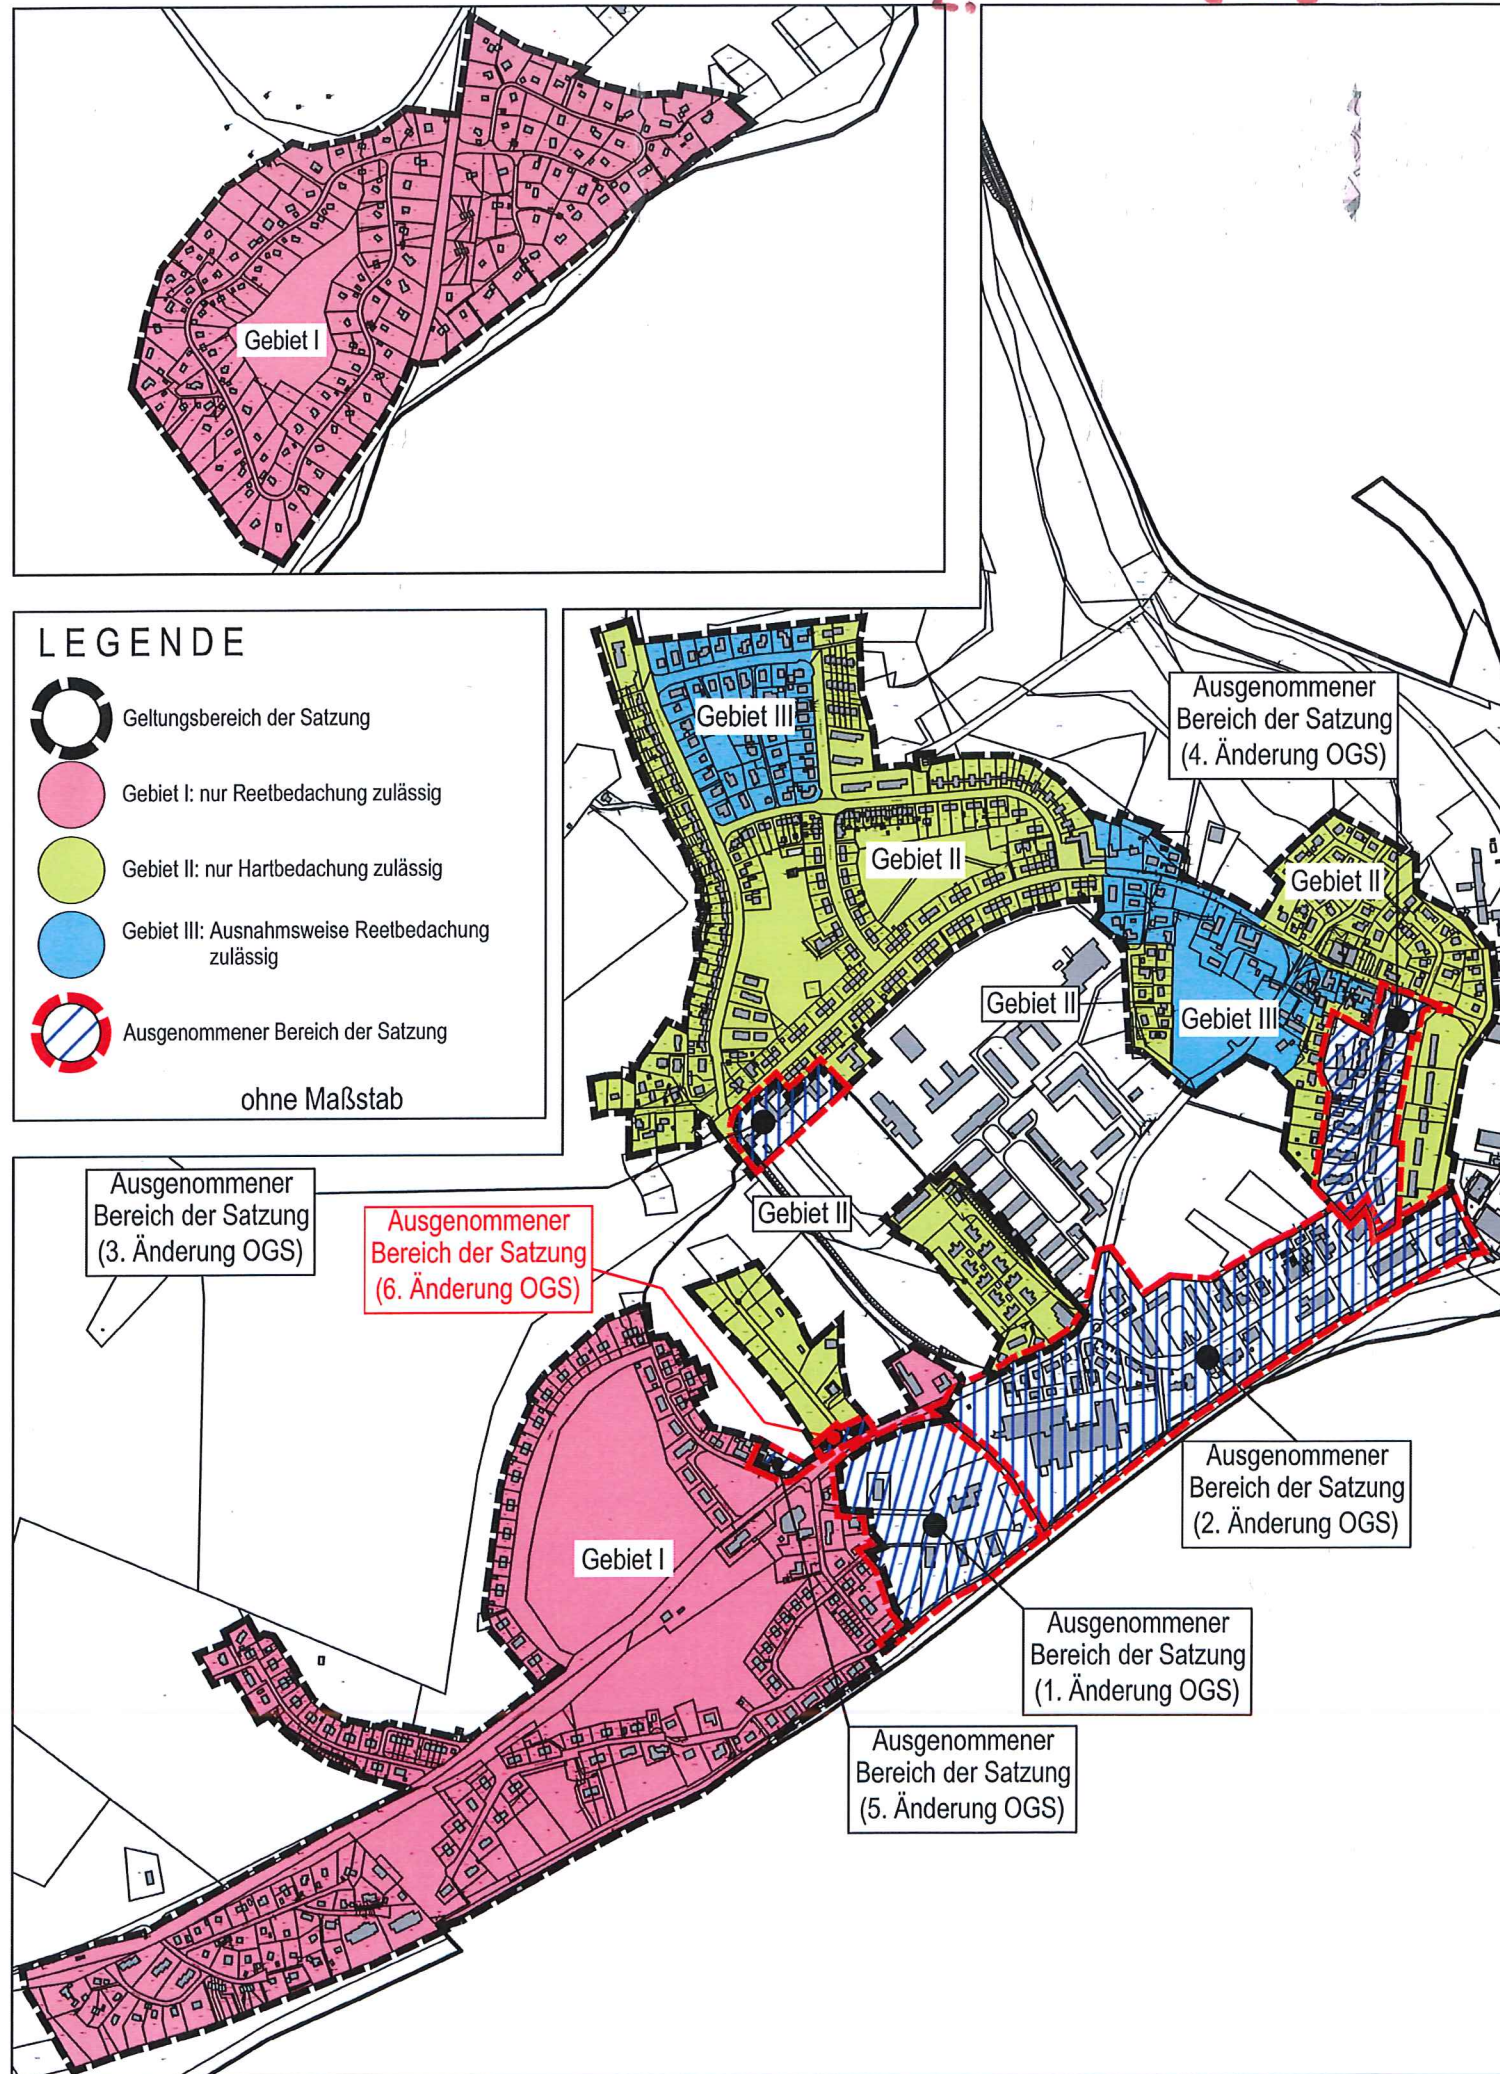 Gebiet I
LEGENDE
Geltungsbereich der Satzung
Gebiet I: nur Reetbedachung zulässig
Gebiet II: nur Hartbedachung zulässig
Gebiet III: Ausnahmsweise Reetbedachung
zulässig
Ausgenommener Bereich der Satzung
ohne Maßstab
Gebiet III
Ausgenommener
Bereich der Satzung
(4. Änderung OGS)
Gebiet II
Gebiet II
Gebiet II
Gebiet III
Ausgenommener
Bereich der Satzung
(3. Änderung OGS)
Ausgenommener
Bereich der Satzung
(6. Änderung OGS)
Gebiet II
Gebiet I
Ausgenommener
Bereich der Satzung
(2. Änderung OGS)
Ausgenommener
Bereich der Satzung
(1. Änderung OGS)
Ausgenommener
Bereich der Satzung
(5. Änderung OGS)